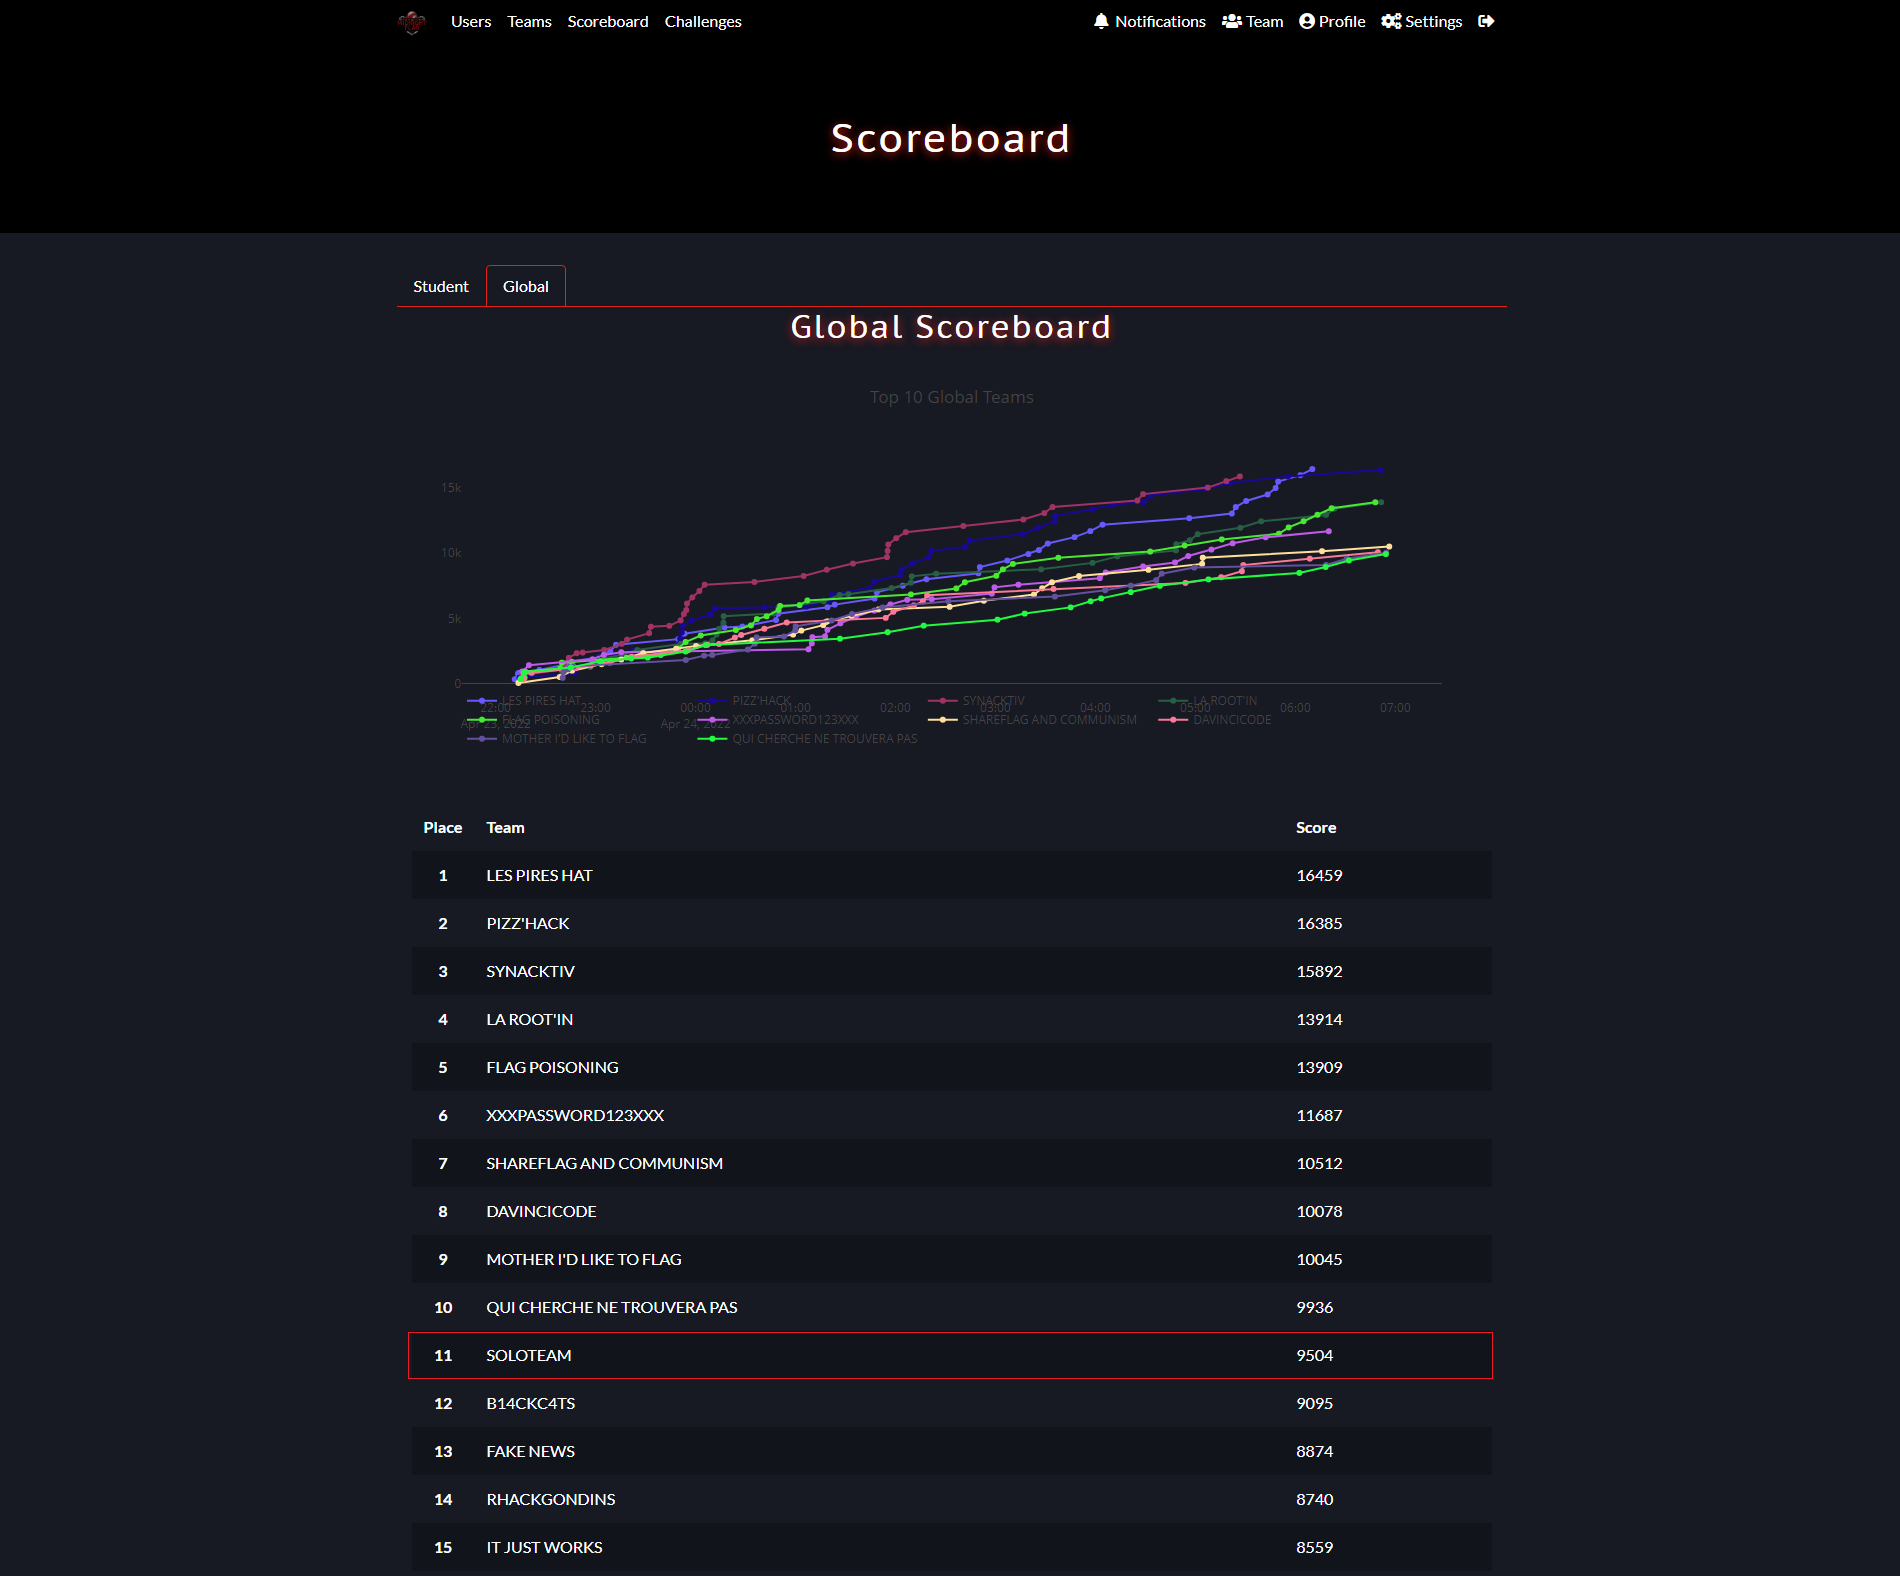 Users Teams Scoreboard Challenges Notifications Team Profile Settings
Scoreboard
Student Global
Global Scoreboard
Top 10 Global Teams
15k
10k
5k
0
LES PIRES HAT PIZZ'HACK SYNACKTIV LA ROOT'IN
22:00 23:00 00:00 01:00 02:00 03:00 04:00 05:00 06:00 07:00
FLAG POISONING XXXPASSWORD123XXX SHAREFLAG AND COMMUNISM DAVINCICODE
Apr 23, 2022 Apr 24, 2022
MOTHER I'D LIKE TO FLAG QUI CHERCHE NE TROUVERA PAS
Place Team Score
1 LES PIRES HAT 16459
2 PIZZ'HACK 16385
3 SYNACKTIV 15892
4 LA ROOT'IN 13914
5 FLAG POISONING 13909
6 XXXPASSWORD123XXX 11687
7 SHAREFLAG AND COMMUNISM 10512
8 DAVINCICODE 10078
9 MOTHER I'D LIKE TO FLAG 10045
10 QUI CHERCHE NE TROUVERA PAS 9936
11 SOLOTEAM 9504
12 B14CKC4TS 9095
13 FAKE NEWS 8874
14 RHACKGONDINS 8740
15 IT JUST WORKS 8559